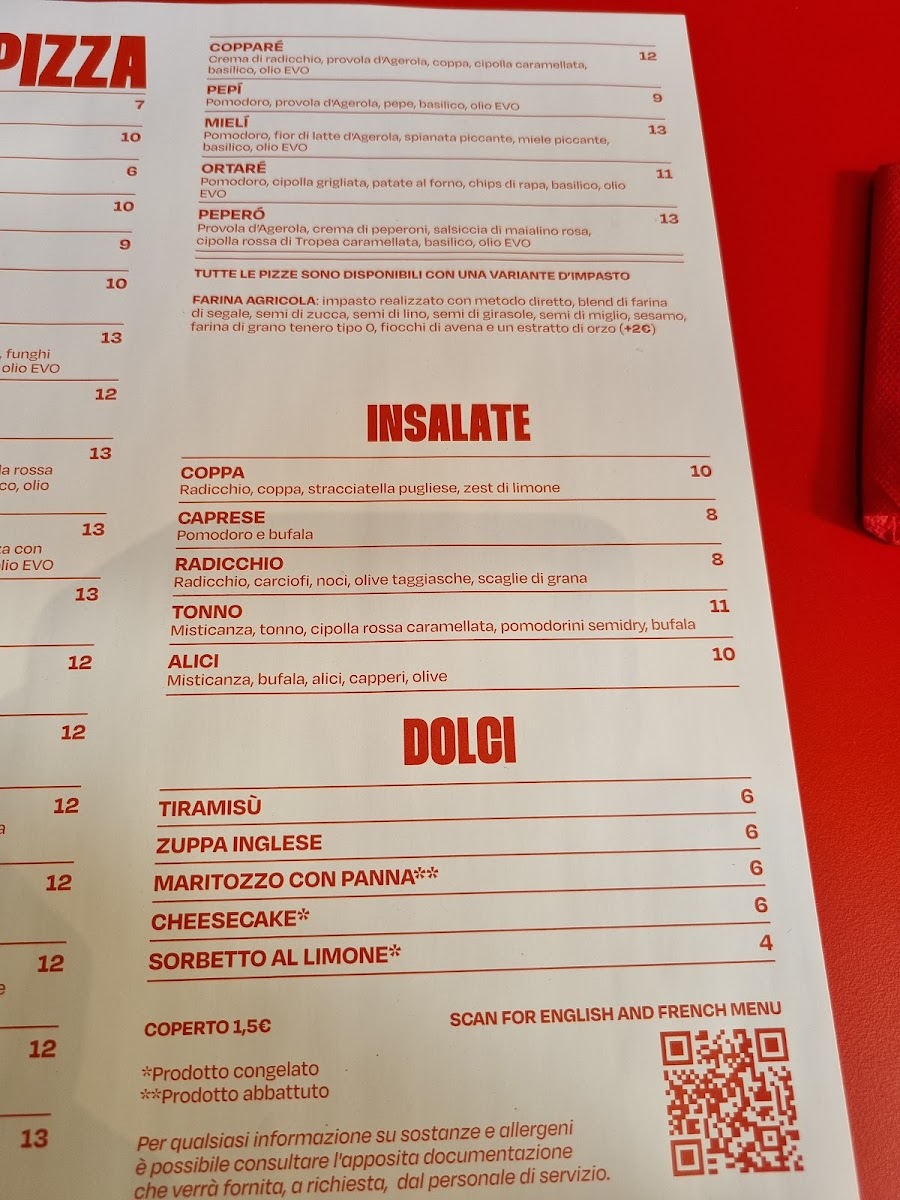 PIZZA
7
10
6
10
9
10
13
, funghi
olio EVO
12
13
la rossa
co, olio
13
za con
lio EVO
13
12
12
12
a
12
12
e
12
13
COPPARÉ 12
Crema di radicchio, provola d'Agerola, coppa, cipolla caramellata,
basilico, olio EVO
PEPÍ 9
Pomodoro, provola d'Agerola, pepe, basilico, olio EVO
MIELÍ 13
Pomodoro, fior di latte d'Agerola, spianata piccante, miele piccante,
basilico, olio EVO
ORTARÉ 11
Pomodoro, cipolla grigliata, patate al forno, chips di rapa, basilico, olio
EVO
PEPERÓ 13
Provola d'Agerola, crema di peperoni, salsiccia di maialino rosa,
cipolla rossa di Tropea caramellata, basilico, olio EVO
TUTTE LE PIZZE SONO DISPONIBILI CON UNA VARIANTE D'IMPASTO
FARINA AGRICOLA: impasto realizzato con metodo diretto, blend di farina
di segale, semi di zucca, semi di lino, semi di girasole, semi di miglio, sesamo,
farina di grano tenero tipo 0, fiocchi di avena e un estratto di orzo (+2€)
INSALATE
COPPA 10
Radicchio, coppa, stracciatella pugliese, zest di limone
CAPRESE 8
Pomodoro e bufala
RADICCHIO 8
Radicchio, carciofi, noci, olive taggiasche, scaglie di grana
TONNO 11
Misticanza, tonno, cipolla rossa caramellata, pomodorini semidry, bufala
ALICI 10
Misticanza, bufala, alici, capperi, olive
DOLCI
TIRAMISÙ 6
ZUPPA INGLESE 6
MARITOZZO CON PANNA** 6
CHEESECAKE* 6
SORBETTO AL LIMONE* 4
COPERTO 1,5€
SCAN FOR ENGLISH AND FRENCH MENU
*Prodotto congelato
**Prodotto abbattuto
Per qualsiasi informazione su sostanze e allergeni
è possibile consultare l'apposita documentazione
che verrà fornita, a richiesta, dal personale di servizio.